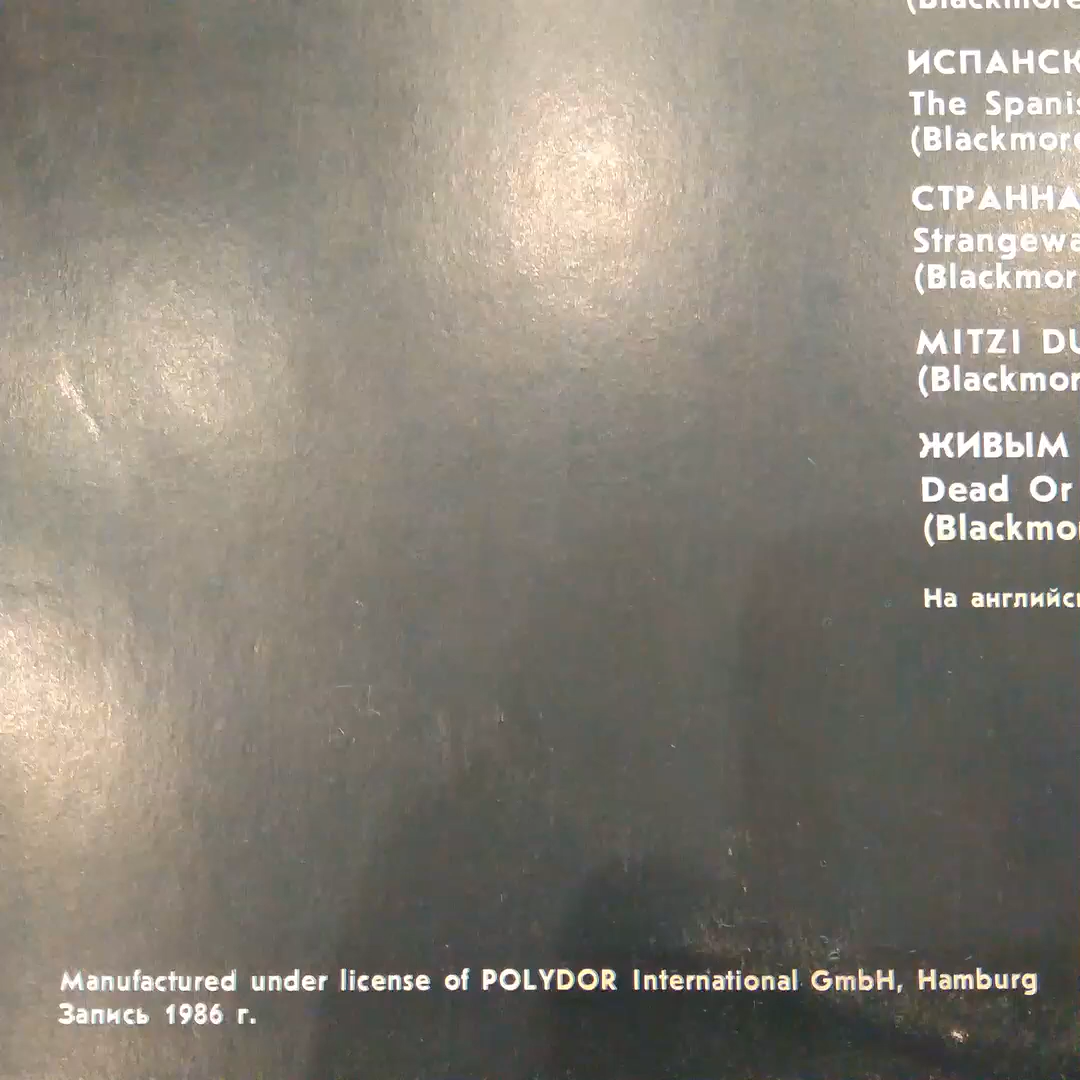 (Blackmore
ИСПАНСК
The Spanis
(Blackmore
СТРАННА
Strangewa
(Blackmor
MITZI DU
(Blackmor
ЖИВЫМ
Dead Or
(Blackmo
На английс
Manufactured under license of POLYDOR International GmbH, Hamburg
Запись 1986 г.